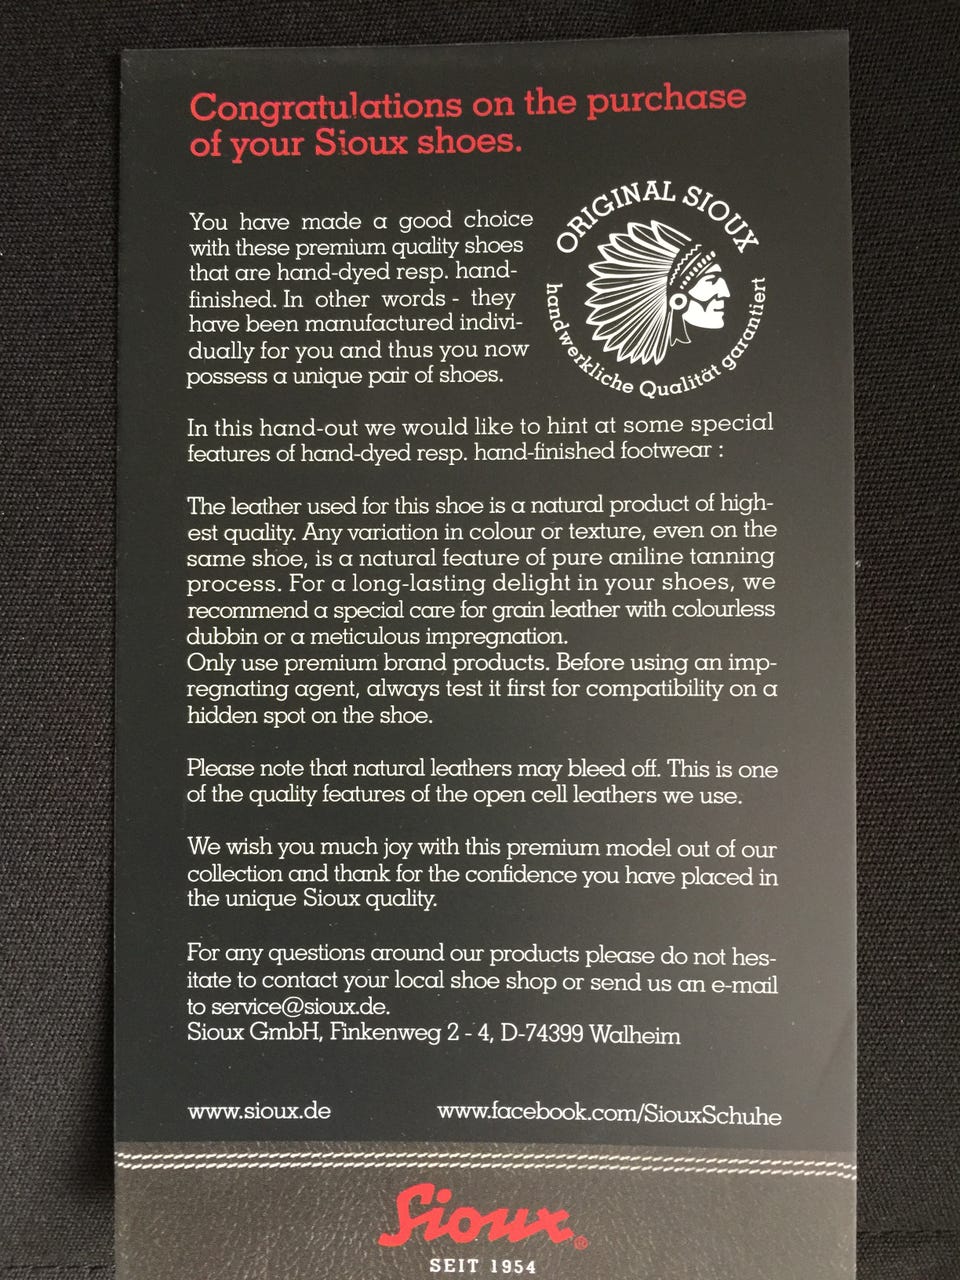 Congratulations on the purchase
of your Sioux shoes.
ORIGINAL SIOUX
handwerkliche Qualität garantiert
You have made a good choice
with these premium quality shoes
that are hand-dyed resp. hand-
finished. In other words - they
have been manufactured indivi-
dually for you and thus you now
possess a unique pair of shoes.
In this hand-out we would like to hint at some special
features of hand-dyed resp. hand-finished footwear :
The leather used for this shoe is a natural product of high-
est quality. Any variation in colour or texture, even on the
same shoe, is a natural feature of pure aniline tanning
process. For a long-lasting delight in your shoes, we
recommend a special care for grain leather with colourless
dubbin or a meticulous impregnation.
Only use premium brand products. Before using an imp-
regnating agent, always test it first for compatibility on a
hidden spot on the shoe.
Please note that natural leathers may bleed off. This is one
of the quality features of the open cell leathers we use.
We wish you much joy with this premium model out of our
collection and thank for the confidence you have placed in
the unique Sioux quality.
For any questions around our products please do not hes-
itate to contact your local shoe shop or send us an e-mail
to service@sioux.de.
Sioux GmbH, Finkenweg 2 - 4, D-74399 Walheim
www.sioux.de www.facebook.com/SiouxSchuhe
Sioux®
SEIT 1954